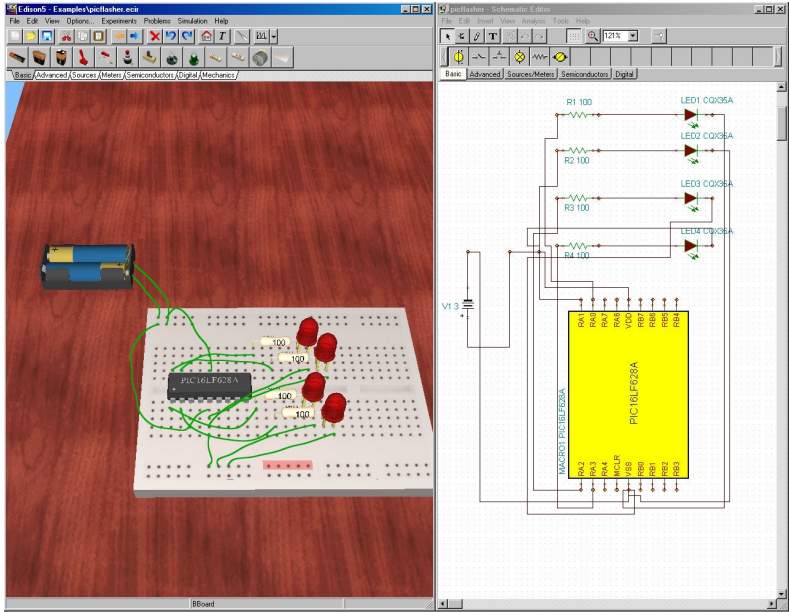 Edison5 - Examples\picflasher.ecir
File Edit View Options... Experiments Problems Simulation Help
T
Basic Advanced Sources Meters Semiconductors Digital Mechanics
100
100
PIC16LF628A
100
100
BBoard
picflasher - Schematic Editor
File Edit Insert View Analysis Tools Help
T 121%
Basic Advanced Sources/Meters Semiconductors Digital
R1 100 LED1 CQX35A
R2 100 LED2 CQX35A
R3 100 LED3 CQX35A
R4 100 LED4 CQX35A
V1 3
+
RA1 RA0 RA7 RA6 VDD RB7 RB6 RB5 RB4
MACRO1 PIC16LF628A
PIC16LF628A
RA2 RA3 RA4 MCLR VSS RB0 RB1 RB2 RB3